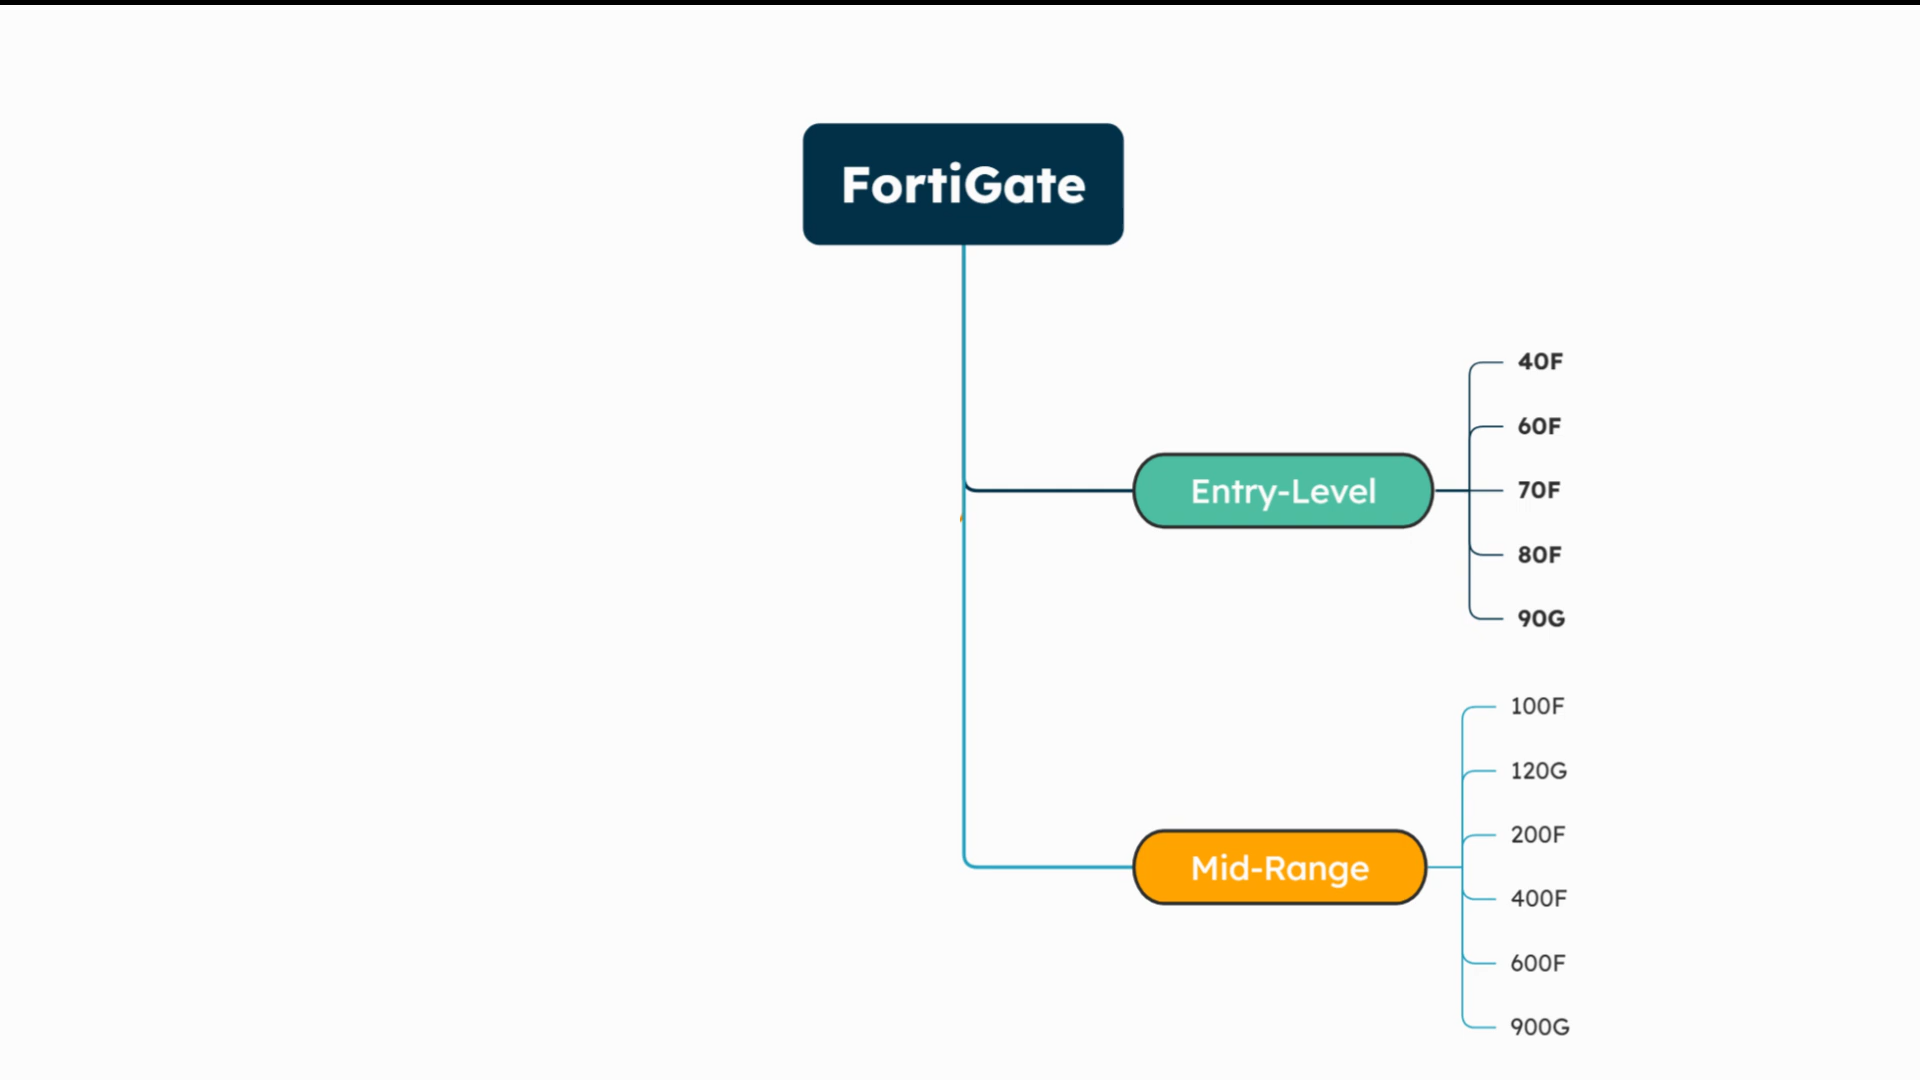 FortiGate
Entry-Level
40F
60F
70F
80F
90G
Mid-Range
100F
120G
200F
400F
600F
900G